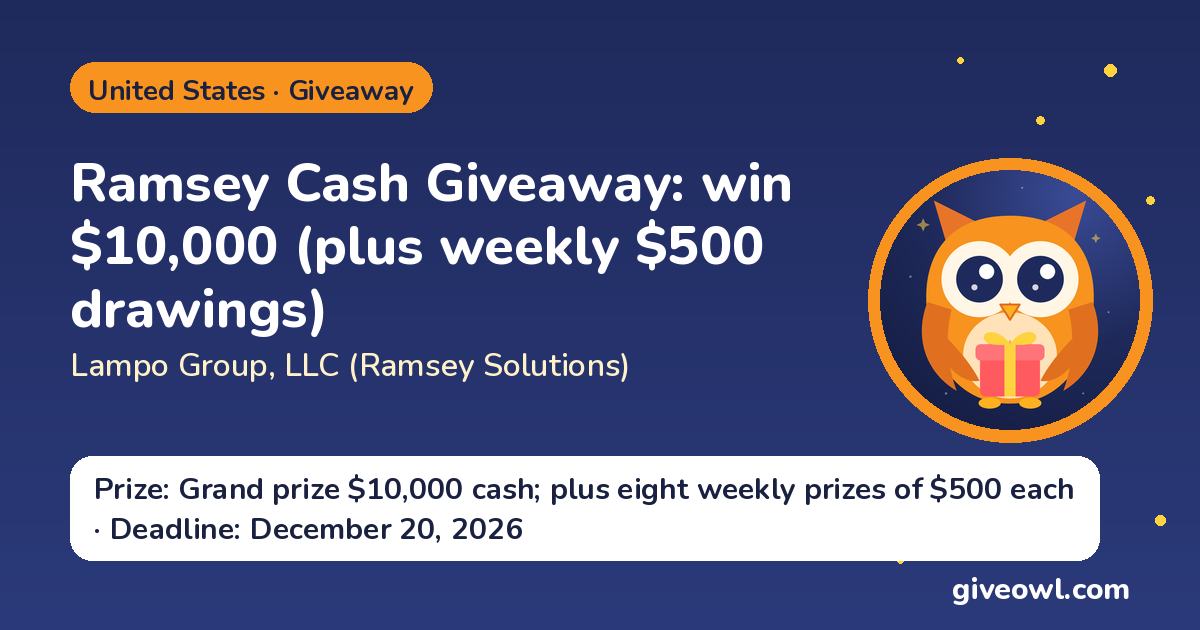 United States · Giveaway
Ramsey Cash Giveaway: win
$10,000 (plus weekly $500
drawings)
Lampo Group, LLC (Ramsey Solutions)
Prize: Grand prize $10,000 cash; plus eight weekly prizes of $500 each
· Deadline: December 20, 2026
giveowl.com